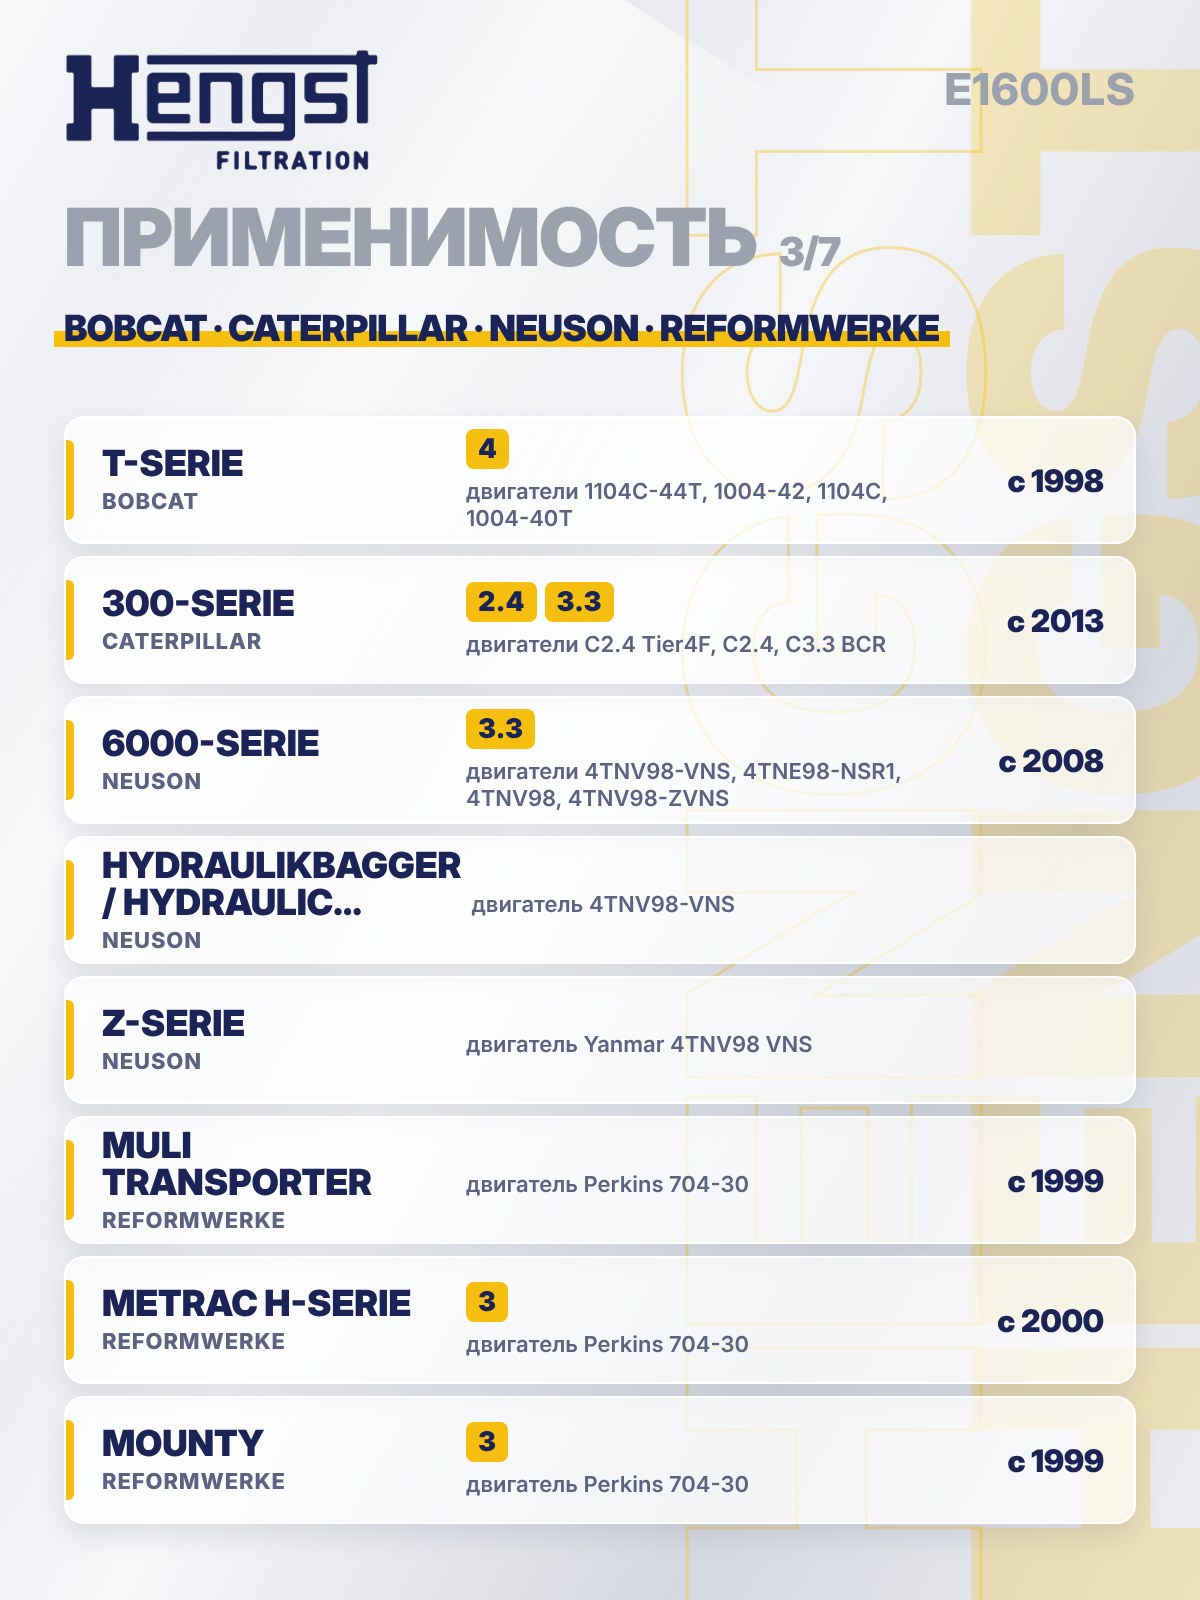 Hengst
FILTRATION
E1600LS
ПРИМЕНИМОСТЬ 3/7
BOBCAT · CATERPILLAR · NEUSON · REFORMWERKE
T-SERIE
BOBCAT
4
двигатели 1104C-44T, 1004-42, 1104C,
1004-40T
с 1998
300-SERIE
CATERPILLAR
2.4 3.3
двигатели C2.4 Tier4F, C2.4, C3.3 BCR
с 2013
6000-SERIE
NEUSON
3.3
двигатели 4TNV98-VNS, 4TNE98-NSR1,
4TNV98, 4TNV98-ZVNS
с 2008
HYDRAULIKBAGGER
/ HYDRAULIC...
NEUSON
двигатель 4TNV98-VNS
Z-SERIE
NEUSON
двигатель Yanmar 4TNV98 VNS
MULI
TRANSPORTER
REFORMWERKE
двигатель Perkins 704-30
с 1999
METRAC H-SERIE
REFORMWERKE
3
двигатель Perkins 704-30
с 2000
MOUNTY
REFORMWERKE
3
двигатель Perkins 704-30
с 1999
HENGST
HENGST